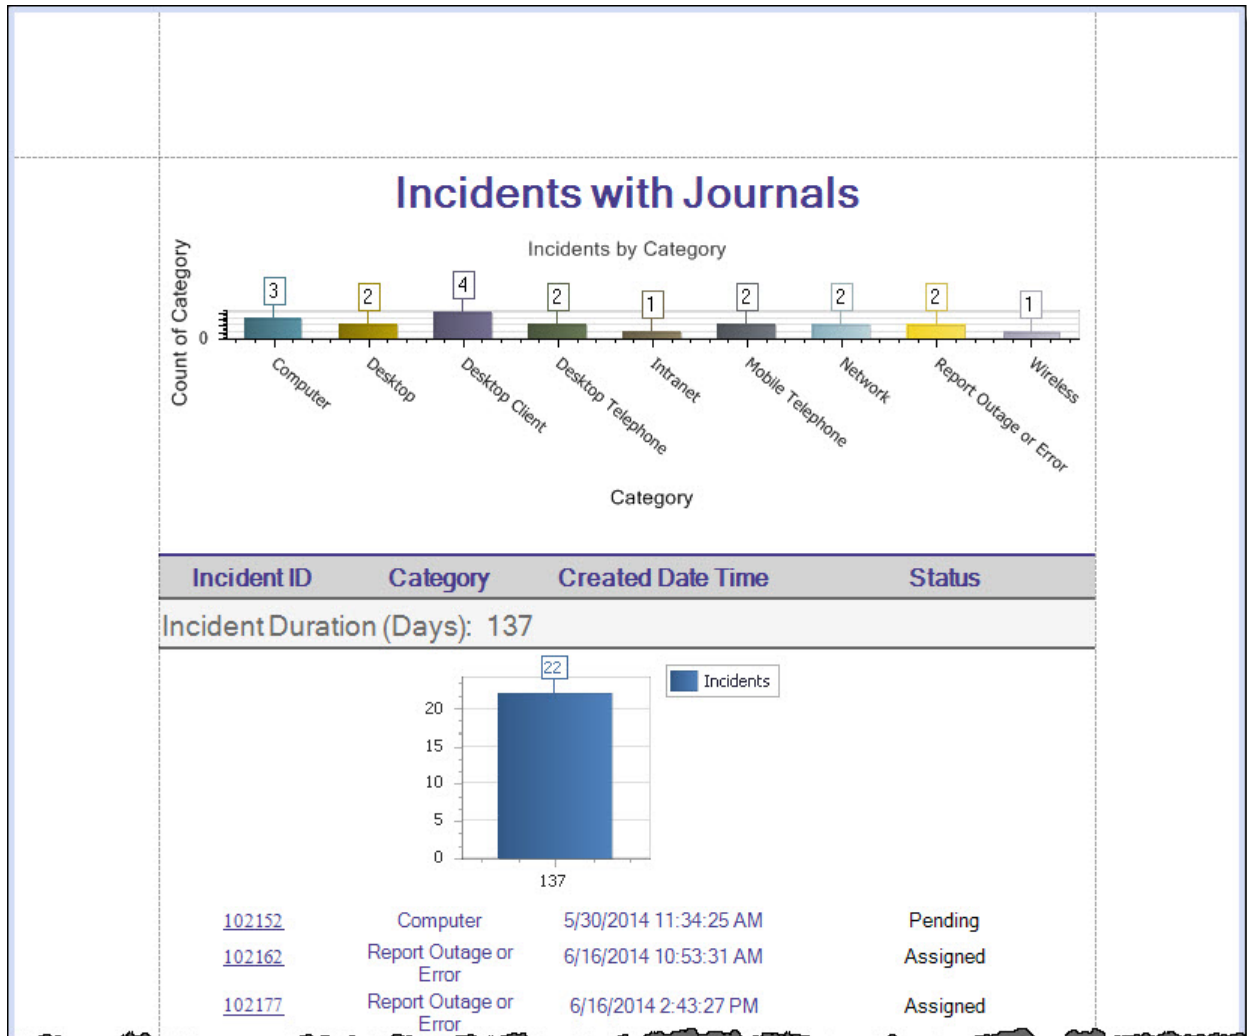 Incidents with Journals
Incidents by Category
Count of Category
3
2
4
2
1
2
2
2
1
0
Computer
Desktop
Desktop Client
Desktop Telephone
Intranet
Mobile Telephone
Network
Report Outage or Error
Wireless
Category
Incident ID Category Created Date Time Status
Incident Duration (Days): 137
22
Incidents
20
15
10
5
0
137
102152 Computer 5/30/2014 11:34:25 AM Pending
102162 Report Outage or 6/16/2014 10:53:31 AM Assigned
Error
102177 Report Outage or 6/16/2014 2:43:27 PM Assigned
Error